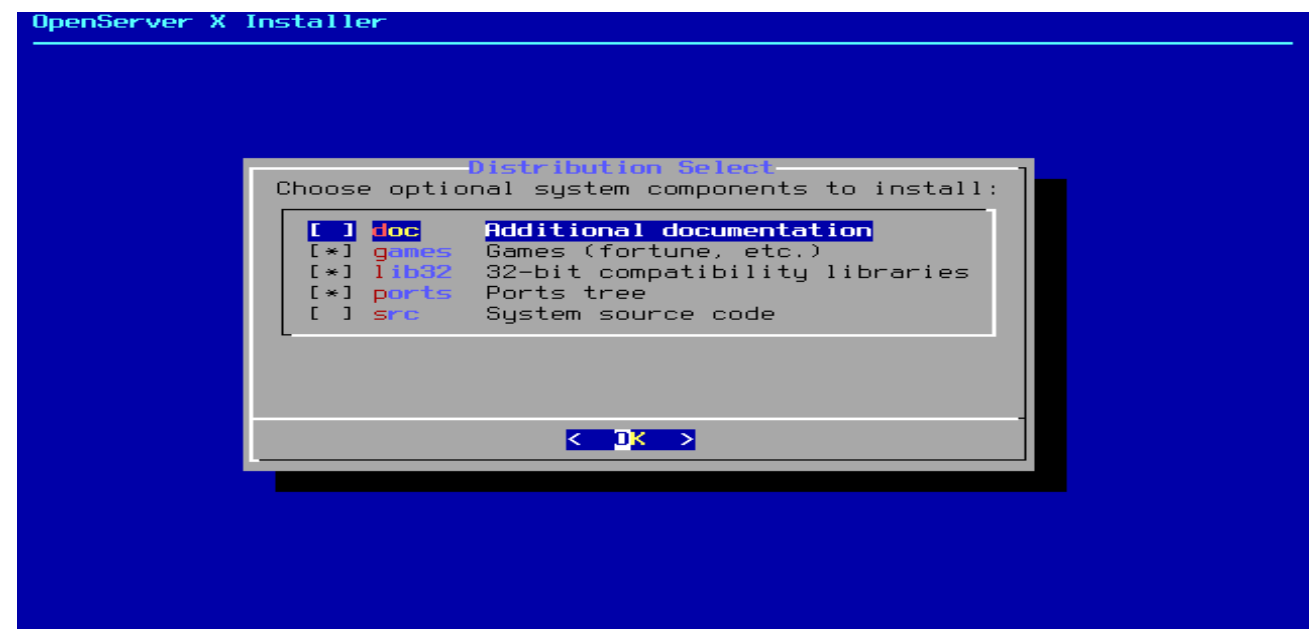 OpenServer X Installer
Distribution Select
Choose optional system components to install:
[ ] doc Additional documentation
[*] games Games (fortune, etc.)
[*] lib32 32-bit compatibility libraries
[*] ports Ports tree
[ ] src System source code
< OK >